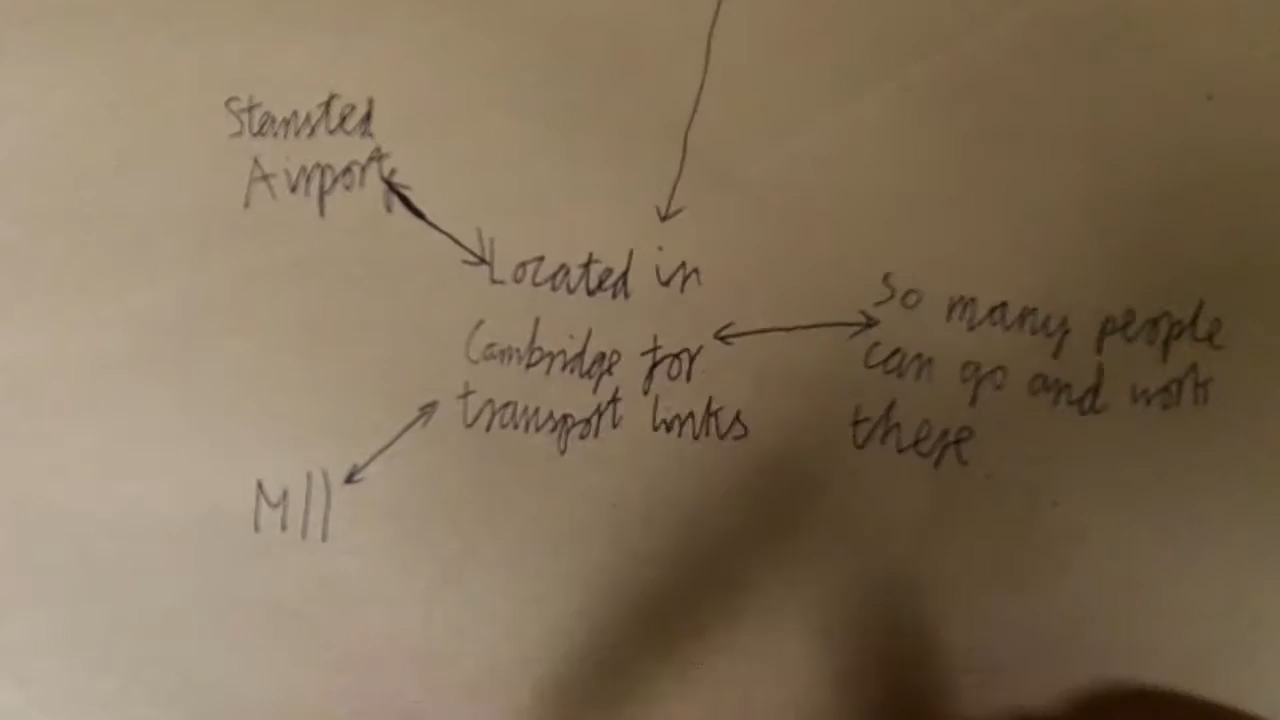 Stansted
Airport
Located in
Cambridge for
transport links
So many people
can go and work
there.
M11